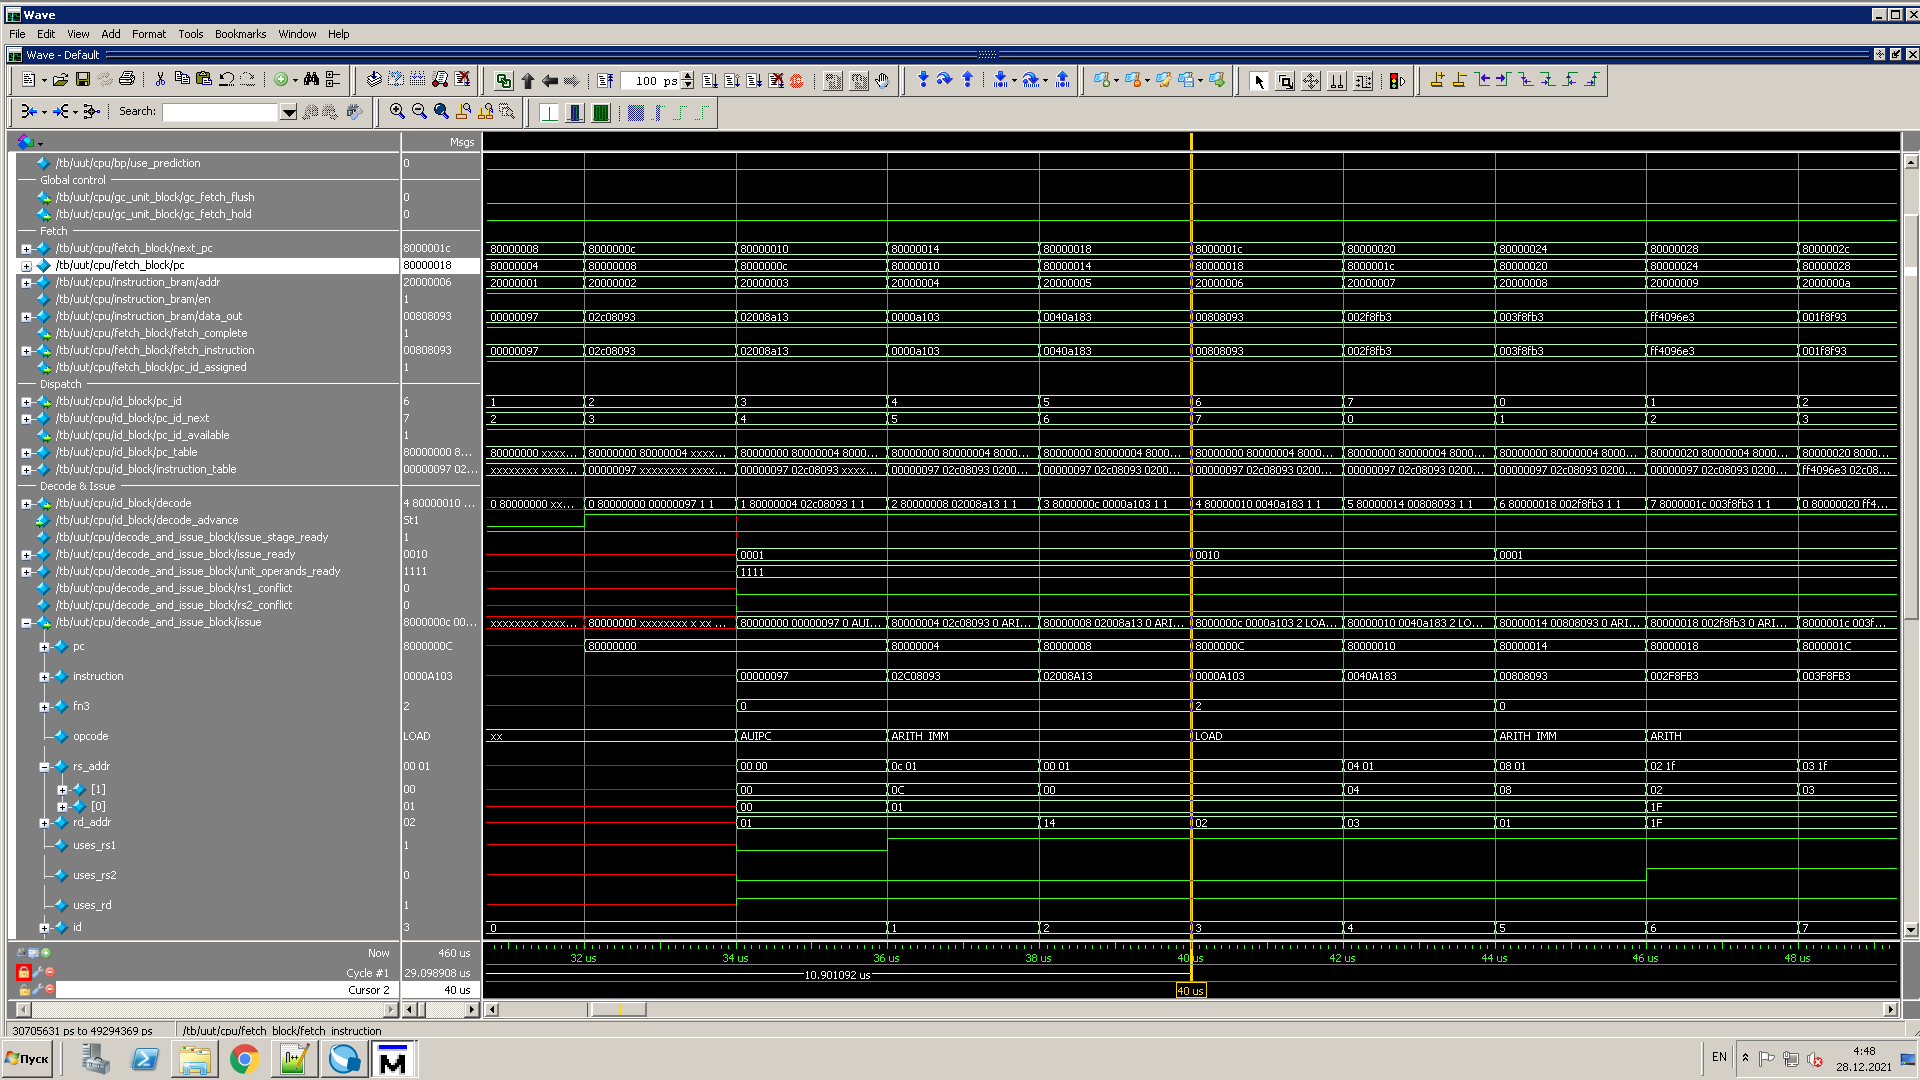 Wave
File Edit View Add Format Tools Bookmarks Window Help
Wave - Default
100 ps
Search:
Msgs
/tb/uut/cpu/bp/use_prediction 0
Global control
/tb/uut/cpu/gc_unit_block/gc_fetch_flush 0
/tb/uut/cpu/gc_unit_block/gc_fetch_hold 0
Fetch
/tb/uut/cpu/fetch_block/next_pc 8000001c 80000008 8000000c 80000010 80000014 80000018 8000001c 80000020 80000024 80000028 8000002c
/tb/uut/cpu/fetch_block/pc 80000018 80000004 80000008 8000000c 80000010 80000014 80000018 8000001c 80000020 80000024 80000028
/tb/uut/cpu/instruction_bram/addr 20000006 20000001 20000002 20000003 20000004 20000005 20000006 20000007 20000008 20000009 2000000a
/tb/uut/cpu/instruction_bram/en 1
/tb/uut/cpu/instruction_bram/data_out 00808093 00000097 02c08093 02008a13 0000a103 0040a183 00808093 002f8fb3 003f8fb3 ff4096e3 001f8f93
/tb/uut/cpu/fetch_block/fetch_complete 1
/tb/uut/cpu/fetch_block/fetch_instruction 00808093 00000097 02c08093 02008a13 0000a103 0040a183 00808093 002f8fb3 003f8fb3 ff4096e3 001f8f93
/tb/uut/cpu/fetch_block/pc_id_assigned 1
Dispatch
/tb/uut/cpu/id_block/pc_id 6 1 2 3 4 5 6 7 0 1 2
/tb/uut/cpu/id_block/pc_id_next 7 2 3 4 5 6 7 0 1 2 3
/tb/uut/cpu/id_block/pc_id_available 1
/tb/uut/cpu/id_block/pc_table 80000000 8... 80000000 xxxx... 80000000 80000004 xxxx... 80000000 80000004 8000... 80000000 80000004 8000... 80000000 80000004 8000... 80000000 80000004 8000... 80000000 80000004 8000... 80000000 80000004 8000... 80000020 80000004 8000... 80000020 8000...
/tb/uut/cpu/id_block/instruction_table 00000097 02... xxxxxxxx xxxx... 00000097 xxxxxxxx xxxx... 00000097 02c08093 xxxx... 00000097 02c08093 0200... 00000097 02c08093 0200... 00000097 02c08093 0200... 00000097 02c08093 0200... 00000097 02c08093 0200... 00000097 02c08093 0200... ff4096e3 02c08...
Decode & Issue
/tb/uut/cpu/id_block/decode 4 80000010 ... 0 80000000 xx... 0 80000000 00000097 1 1 1 80000004 02c08093 1 1 2 80000008 02008a13 1 1 3 8000000c 0000a103 1 1 4 80000010 0040a183 1 1 5 80000014 00808093 1 1 6 80000018 002f8fb3 1 1 7 8000001c 003f8fb3 1 1 0 80000020 ff4...
/tb/uut/cpu/id_block/decode_advance St1
/tb/uut/cpu/decode_and_issue_block/issue_stage_ready 1
/tb/uut/cpu/decode_and_issue_block/issue_ready 0010 0001 0010 0001
/tb/uut/cpu/decode_and_issue_block/unit_operands_ready 1111 1111
/tb/uut/cpu/decode_and_issue_block/rs1_conflict 0
/tb/uut/cpu/decode_and_issue_block/rs2_conflict 0
/tb/uut/cpu/decode_and_issue_block/issue 8000000c 00... xxxxxxxx xxxx... 80000000 xxxxxxxx x xx ... 80000000 00000097 0 AUI... 80000004 02c08093 0 ARI... 80000008 02008a13 0 ARI... 8000000c 0000a103 2 LOA... 80000010 0040a183 2 LO... 80000014 00808093 0 ARI... 80000018 002f8fb3 0 ARI... 8000001c 003f...
pc 8000000C 80000000 80000004 80000008 8000000C 80000010 80000014 80000018 8000001C
instruction 0000A103 00000097 02C08093 02008A13 0000A103 0040A183 00808093 002F8FB3 003F8FB3
fn3 2 0 2 0
opcode LOAD xx AUIPC ARITH_IMM LOAD ARITH_IMM ARITH
rs_addr 00 01 00 00 0c 01 00 01 04 01 08 01 02 1f 03 1f
[1] 00 00 0C 00 04 08 02 03
[0] 01 00 01 1F
rd_addr 02 01 14 02 03 01 1F
uses_rs1 1
uses_rs2 0
uses_rd 1
id 3 0 1 2 3 4 5 6 7
Now 460 us 32 us 34 us 36 us 38 us 40 us 42 us 44 us 46 us 48 us
Cycle #1 29.098908 us 10.901092 us
Cursor 2 40 us 40 us
30705631 ps to 49294369 ps /tb/uut/cpu/fetch_block/fetch_instruction
Пуск EN 4:48
28.12.2021